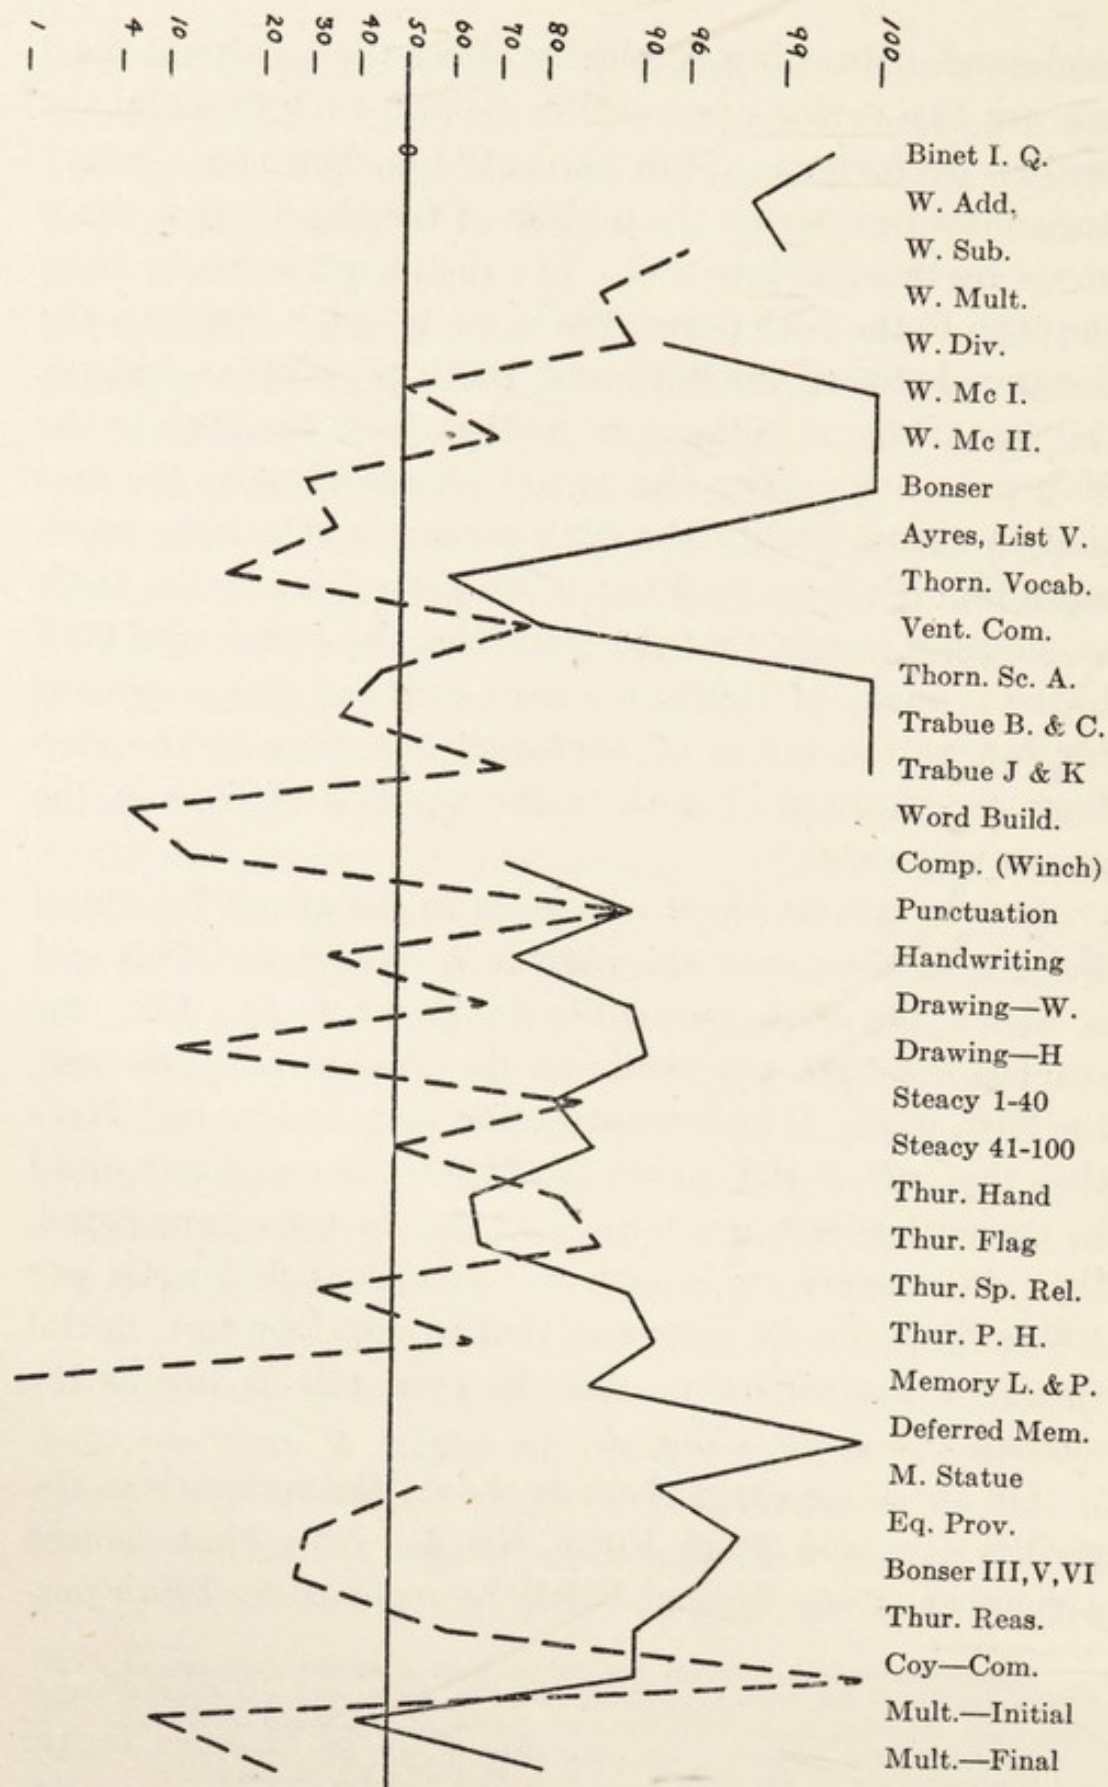 1
4
10
20
30
40
50
60
70
80
90
96
99
100
0
Binet I. Q.
W. Add,
W. Sub.
W. Mult.
W. Div.
W. Mc I.
W. Mc II.
Bonser
Ayres, List V.
Thorn. Vocab.
Vent. Com.
Thorn. Sc. A.
Trabue B. & C.
Trabue J & K
Word Build.
Comp. (Winch)
Punctuation
Handwriting
Drawing—W.
Drawing—H
Steacy 1-40
Steacy 41-100
Thur. Hand
Thur. Flag
Thur. Sp. Rel.
Thur. P. H.
Memory L. & P.
Deferred Mem.
M. Statue
Eq. Prov.
Bonser III, V, VI
Thur. Reas.
Coy—Com.
Mult.—Initial
Mult.—Final